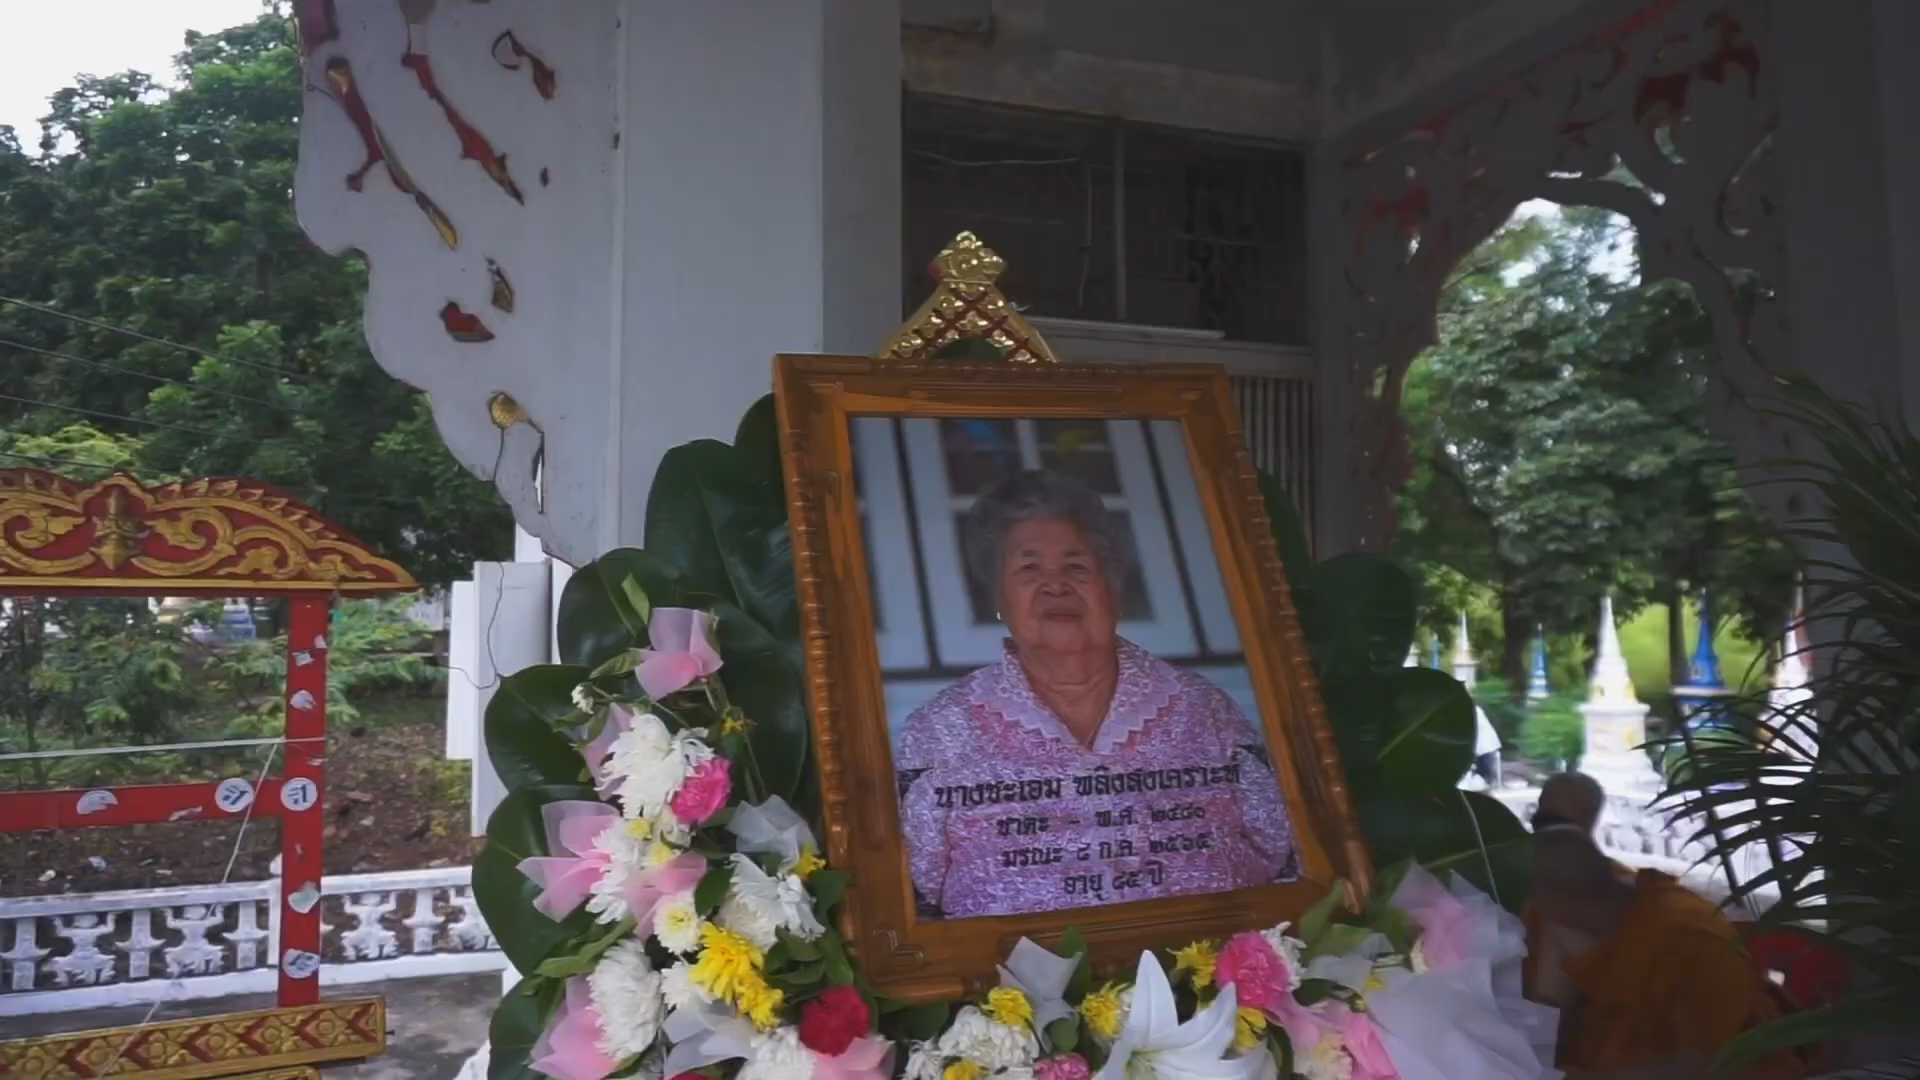 นางชะเอม พลิงสงเคราะห์
ชาตะ - พ.ศ. ๒๔๘๐
มรณะ ๘ ก.ค. ๒๕๖๕
อายุ ๘๕ ปี